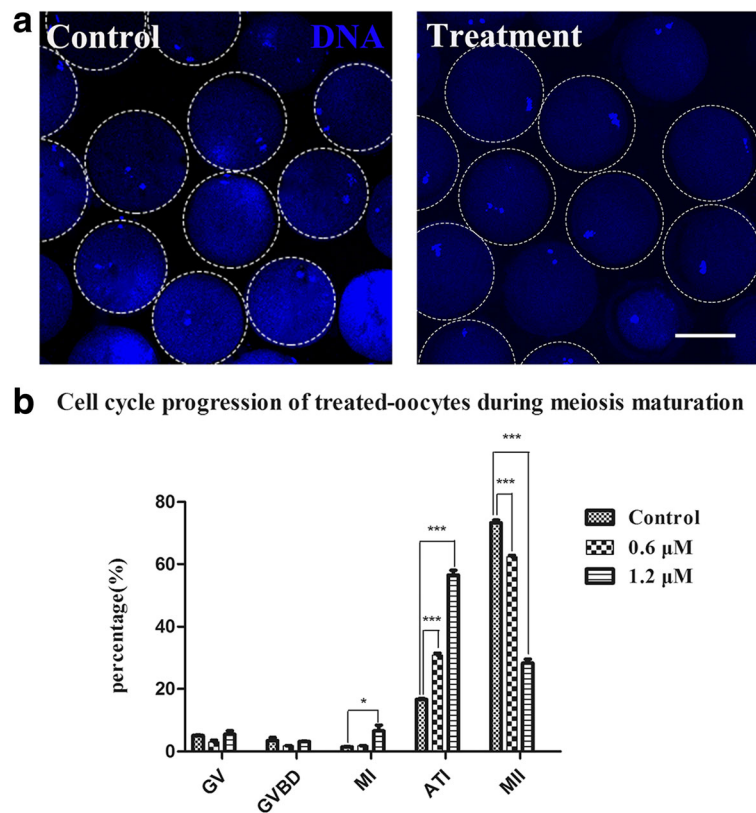 a
Control DNA
Treatment
b Cell cycle progression of treated-oocytes during meiosis maturation
***
***
***
***
*
percentage(%)
80
60
40
20
0
GV
GVBD
MI
ATI
MII
Control
0.6 μM
1.2 μM